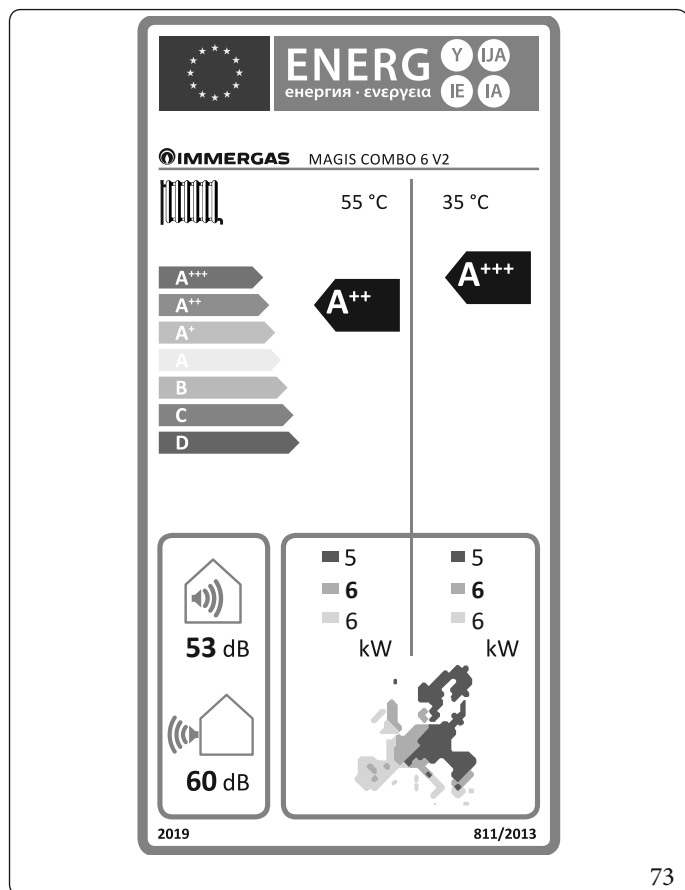 ENERG Y IJA
енергия · ενεργεια IE IA
IMMERGAS MAGIS COMBO 6 V2
55 °C 35 °C
A+++
A++
A+
A
B
C
D
A++
A+++
53 dB
60 dB
5 5
6 6
6 6
kW kW
2019 811/2013
73